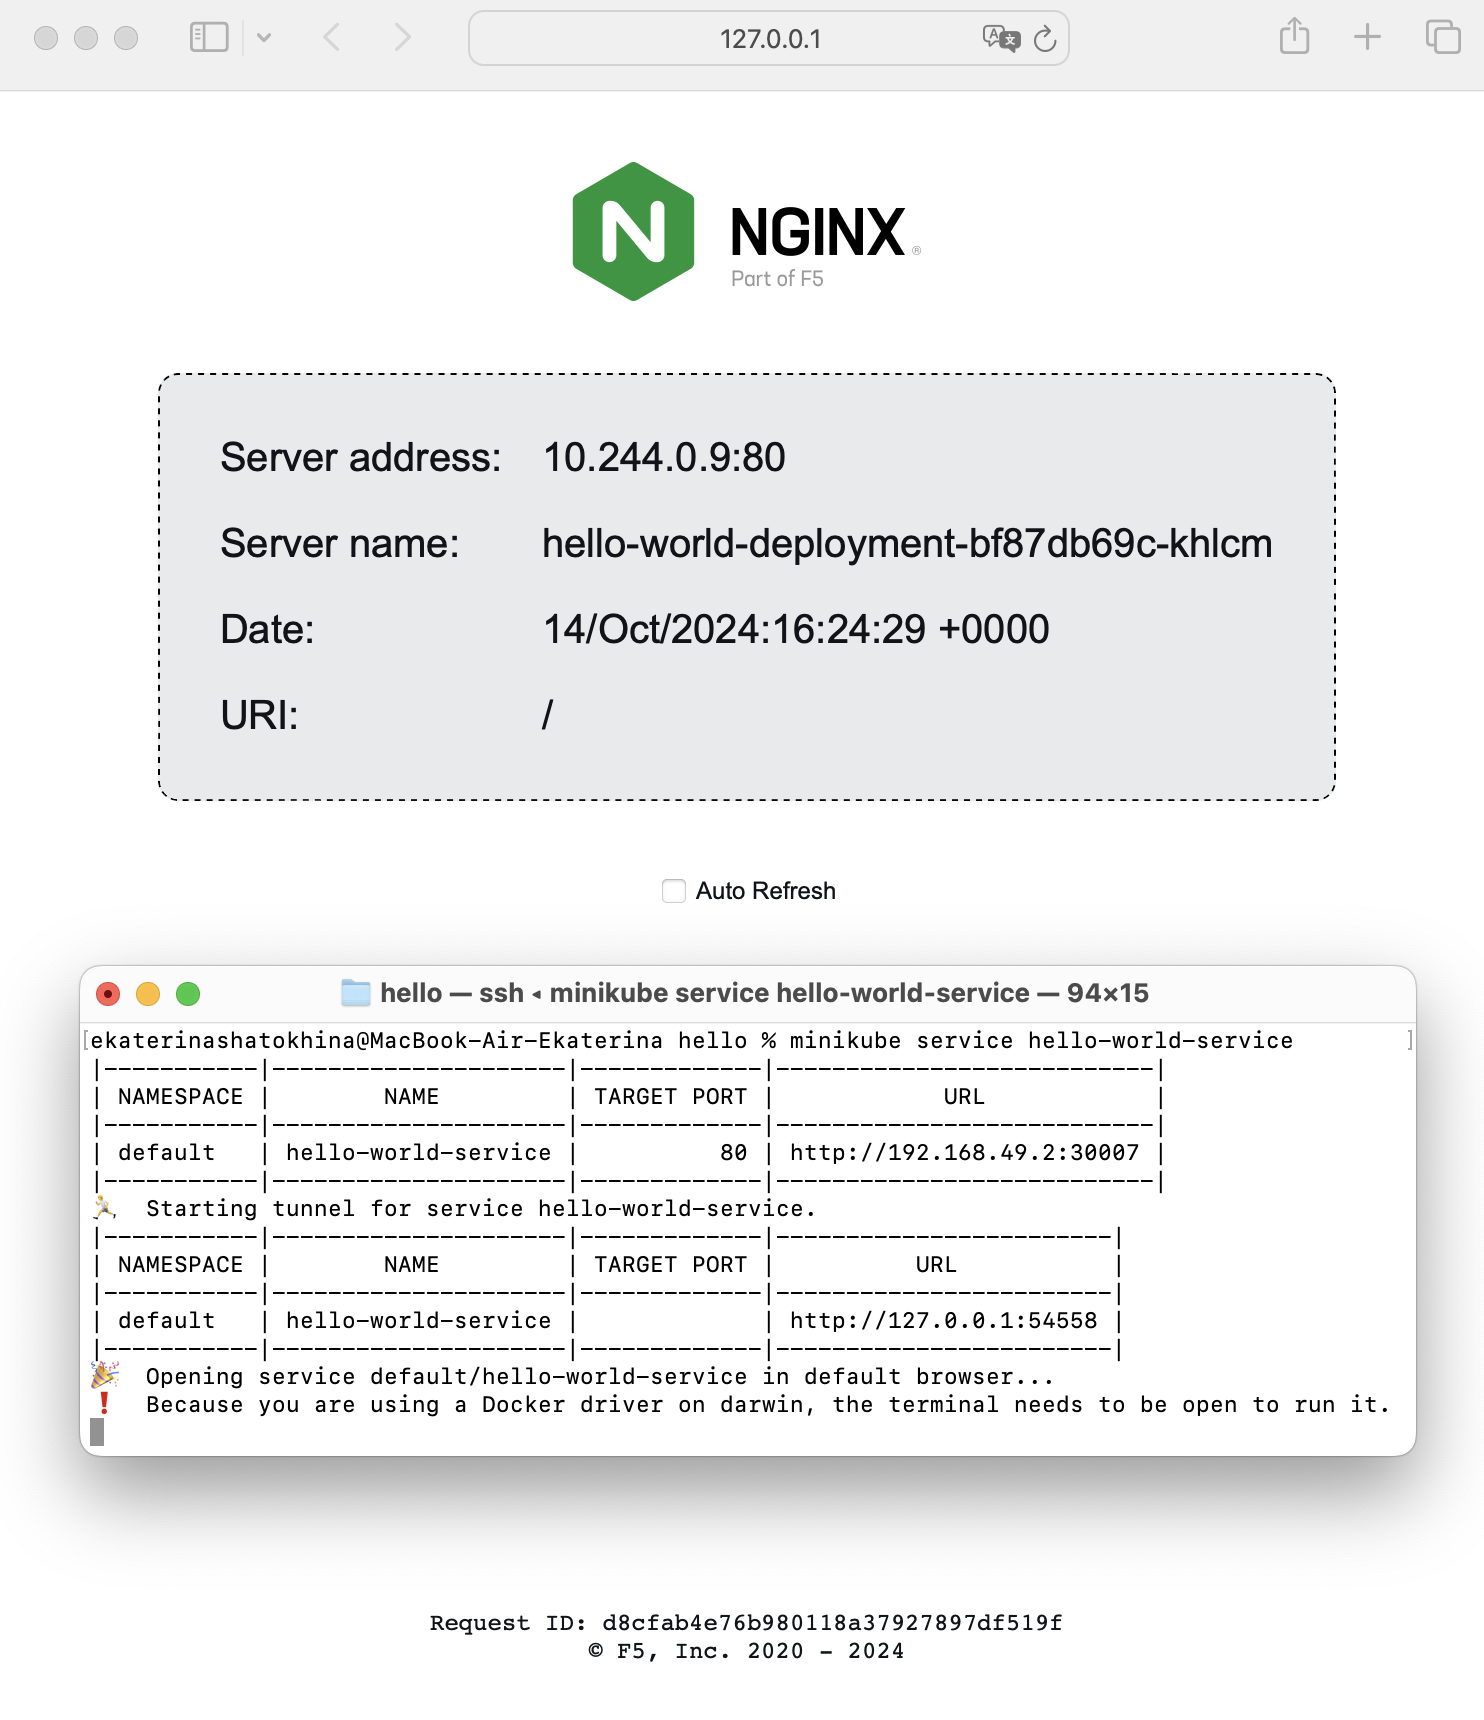 127.0.0.1
NGINX ®
Part of F5
Server address: 10.244.0.9:80
Server name: hello-world-deployment-bf87db69c-khlcm
Date: 14/Oct/2024:16:24:29 +0000
URI: /
Auto Refresh
hello — ssh ◂ minikube service hello-world-service — 94×15
[ekaterinashatokhina@MacBook-Air-Ekaterina hello % minikube service hello-world-service ]
|-----------|---------------------|-------------|---------------------------|
| NAMESPACE |        NAME         | TARGET PORT |            URL            |
|-----------|---------------------|-------------|---------------------------|
| default   | hello-world-service |          80 | http://192.168.49.2:30007 |
|-----------|---------------------|-------------|---------------------------|
🏃  Starting tunnel for service hello-world-service.
|-----------|---------------------|-------------|------------------------|
| NAMESPACE |        NAME         | TARGET PORT |          URL           |
|-----------|---------------------|-------------|------------------------|
| default   | hello-world-service |             | http://127.0.0.1:54558 |
|-----------|---------------------|-------------|------------------------|
🎉  Opening service default/hello-world-service in default browser...
❗  Because you are using a Docker driver on darwin, the terminal needs to be open to run it.
Request ID: d8cfab4e76b980118a37927897df519f
© F5, Inc. 2020 - 2024